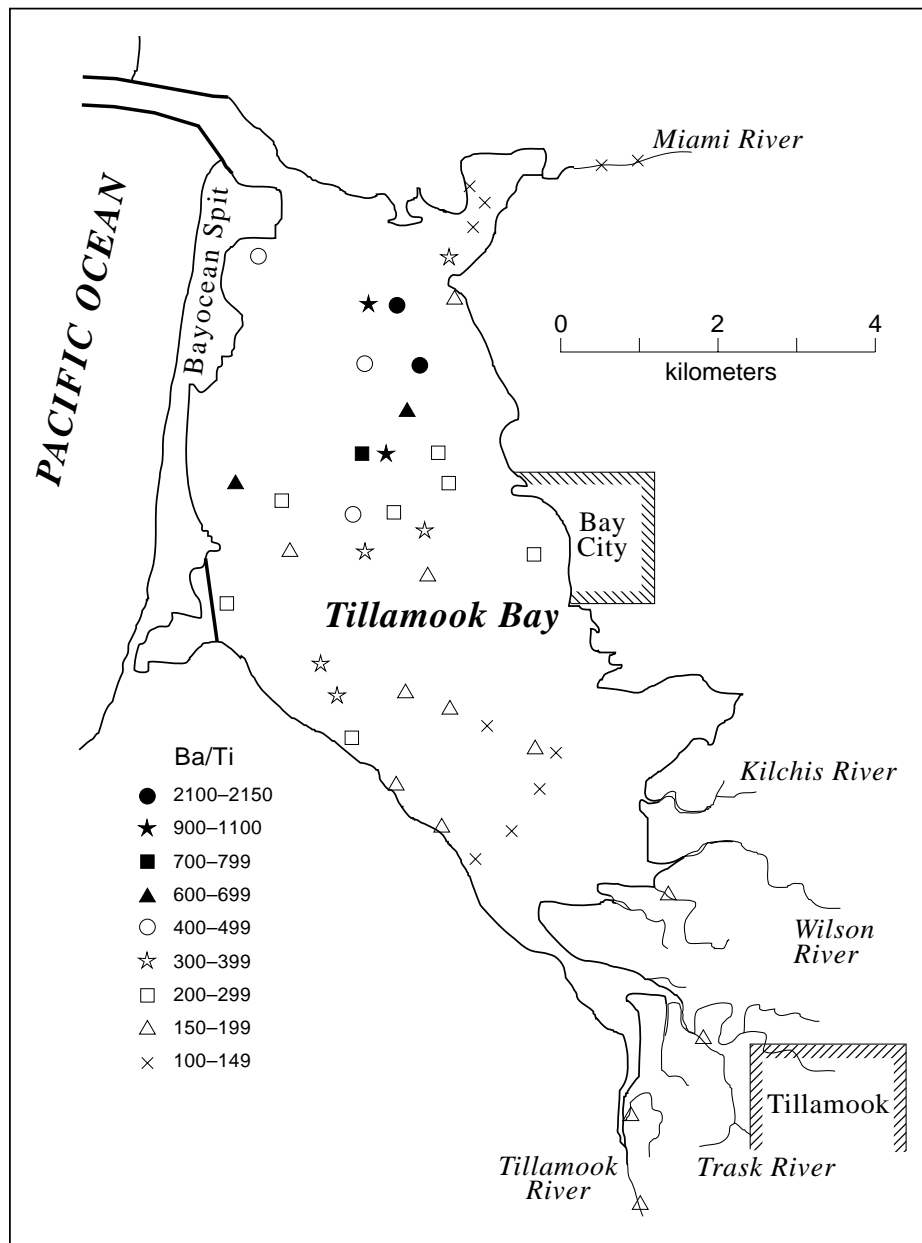 Miami River
PACIFIC OCEAN
Bayocean Spit
0 2 4
kilometers
Bay
City
Tillamook Bay
Ba/Ti
2100–2150
900–1100
700–799
600–699
400–499
300–399
200–299
150–199
100–149
Kilchis River
Wilson
River
Tillamook
Tillamook
River
Trask River